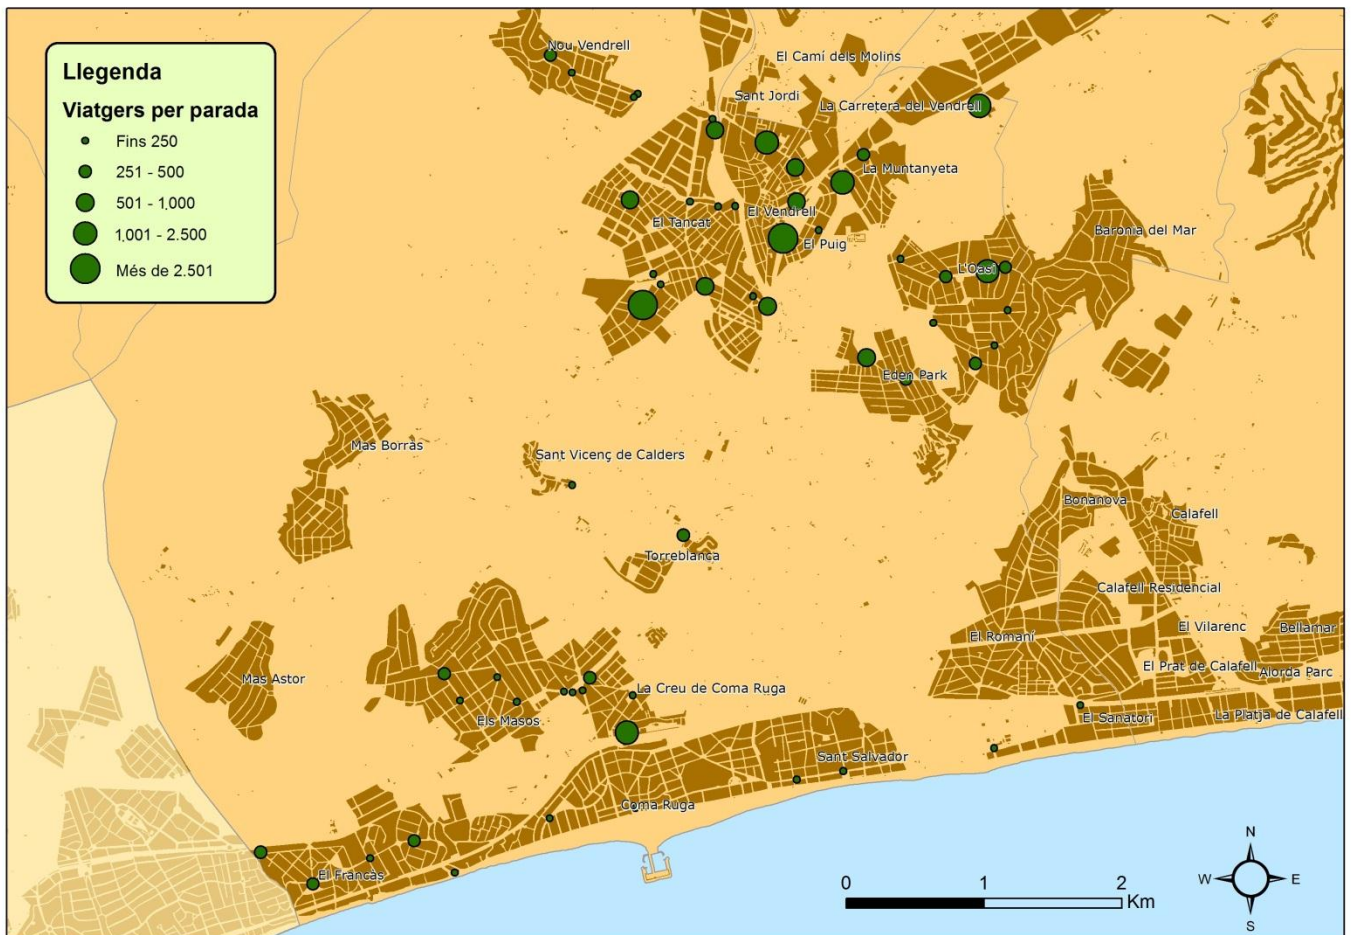 Llegenda
Viatgers per parada
Fins 250
251 - 500
501 - 1,000
1,001 - 2.500
Més de 2.501
Nou Vendrell
El Camí dels Molins
Sant Jordi
La Carretera del Vendrell
La Muntanyeta
El Tancat
El Vendrell
El Puig
Baronia del Mar
L'Oasi
Eden Park
Mas Borràs
Sant Vicenç de Calders
Bonanova
Calafell
Torreblanca
Calafell Residencial
El Romaní
El Vilarenc
Bellamar
El Prat de Calafell
Alorda Parc
Mas Astor
La Creu de Coma Ruga
Els Masos
El Sanatori
La Platja de Calafell
Sant Salvador
Coma Ruga
El Francàs
0 1 2
Km
N
W E
S